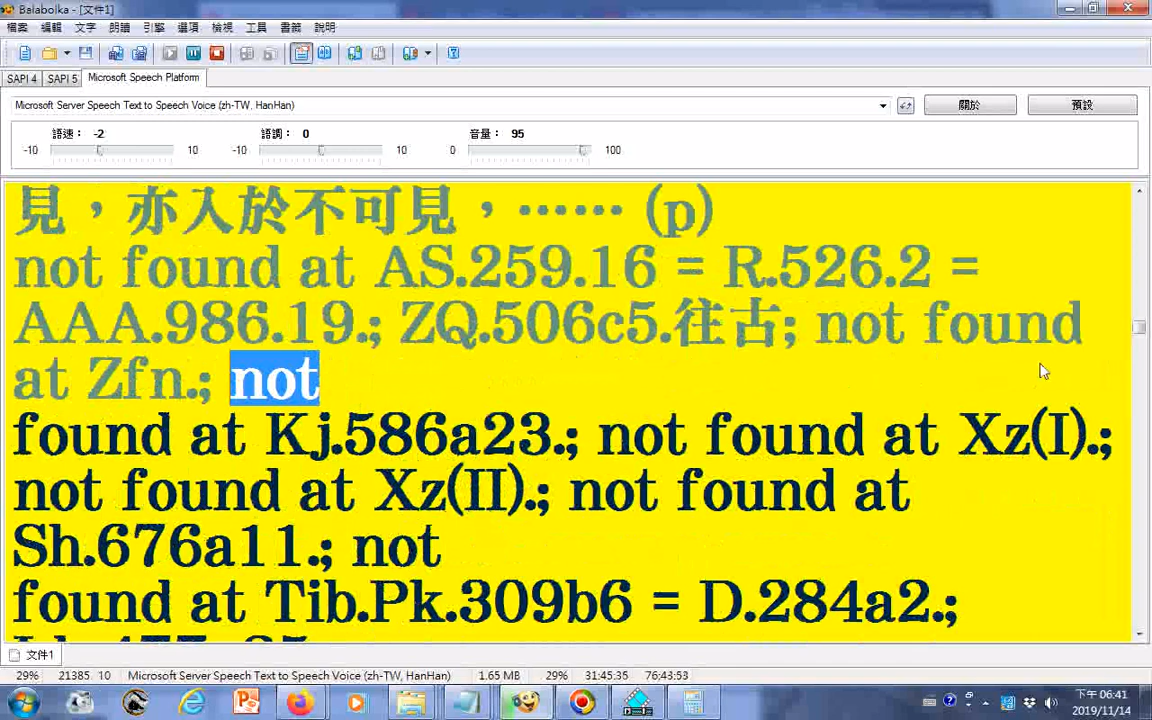 Balabolka - [文件1]
檔案 編輯 文字 朗讀 引擎 選項 檢視 工具 書籤 說明
SAPI 4 SAPI 5 Microsoft Speech Platform
Microsoft Server Speech Text to Speech Voice (zh-TW, HanHan) 關於 預設
語速： -2 語調： 0 音量： 95
-10 10 -10 10 0 100
見，亦入於不可見，…… (p)
not found at AS.259.16 = R.526.2 =
AAA.986.19.; ZQ.506c5.往古; not found
at Zfn.; not
found at Kj.586a23.; not found at Xz(I).;
not found at Xz(II).; not found at
Sh.676a11.; not
found at Tib.Pk.309b6 = D.284a2.;
文件1
29% 21385 10 Microsoft Server Speech Text to Speech Voice (zh-TW, HanHan) 1.65 MB 29% 31:45:35 76:43:53
下午 06:41
2019/11/14